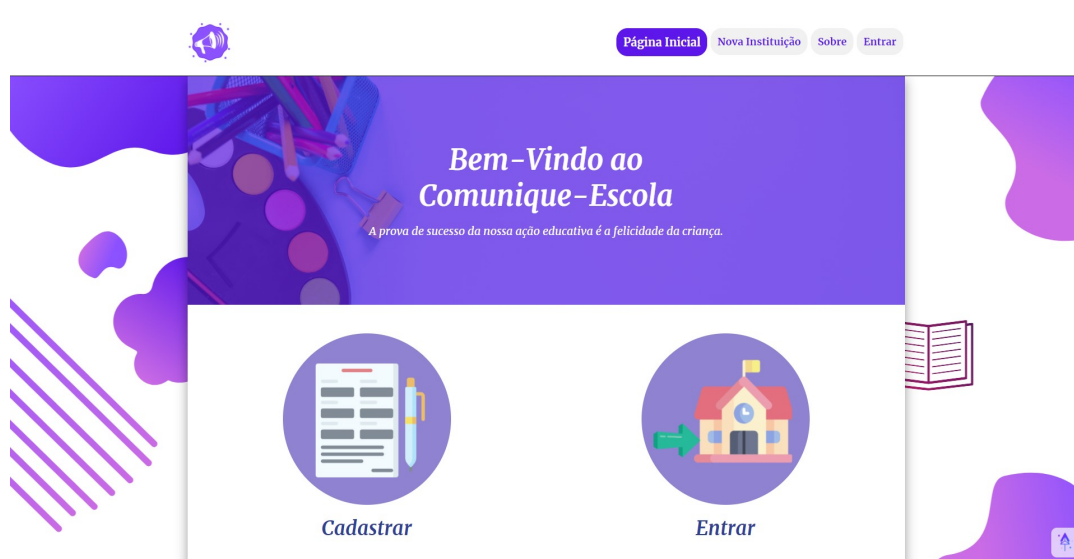 Página Inicial
Nova Instituição
Sobre
Entrar
Bem-Vindo ao
Comunique-Escola
A prova de sucesso da nossa ação educativa é a felicidade da criança.
Cadastrar
Entrar